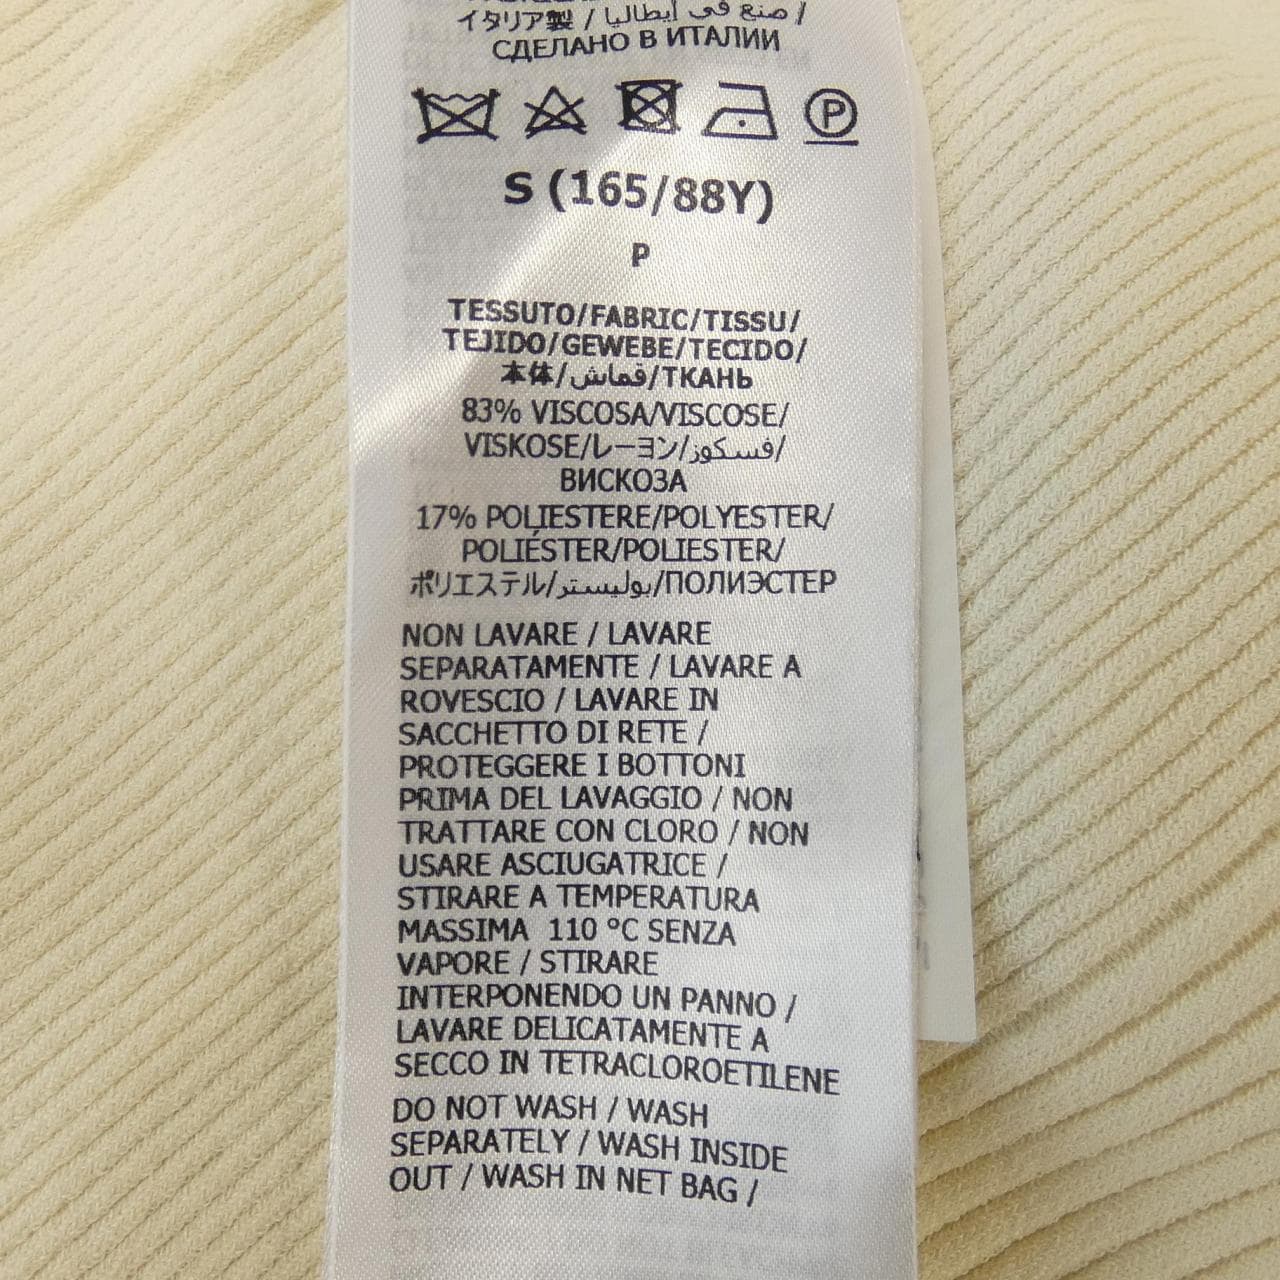 イタリア製 / صنع في إيطاليا /
СДЕЛАНО В ИТАЛИИ
P
S (165/88Y)
P
TESSUTO/FABRIC/TISSU/
TEJIDO/GEWEBE/TECIDO/
本体/قماش/ТКАНЬ
83% VISCOSA/VISCOSE/
VISKOSE/レーヨン/فسكوز/
ВИСКОЗА
17% POLIESTERE/POLYESTER/
POLIÉSTER/POLIESTER/
ポリエステル/بوليستر/ПОЛИЭСТЕР
NON LAVARE / LAVARE
SEPARATAMENTE / LAVARE A
ROVESCIO / LAVARE IN
SACCHETTO DI RETE /
PROTEGGERE I BOTTONI
PRIMA DEL LAVAGGIO / NON
TRATTARE CON CLORO / NON
USARE ASCIUGATRICE /
STIRARE A TEMPERATURA
MASSIMA 110 °C SENZA
VAPORE / STIRARE
INTERPONENDO UN PANNO /
LAVARE DELICATAMENTE A
SECCO IN TETRACLOROETILENE
DO NOT WASH / WASH
SEPARATELY / WASH INSIDE
OUT / WASH IN NET BAG /